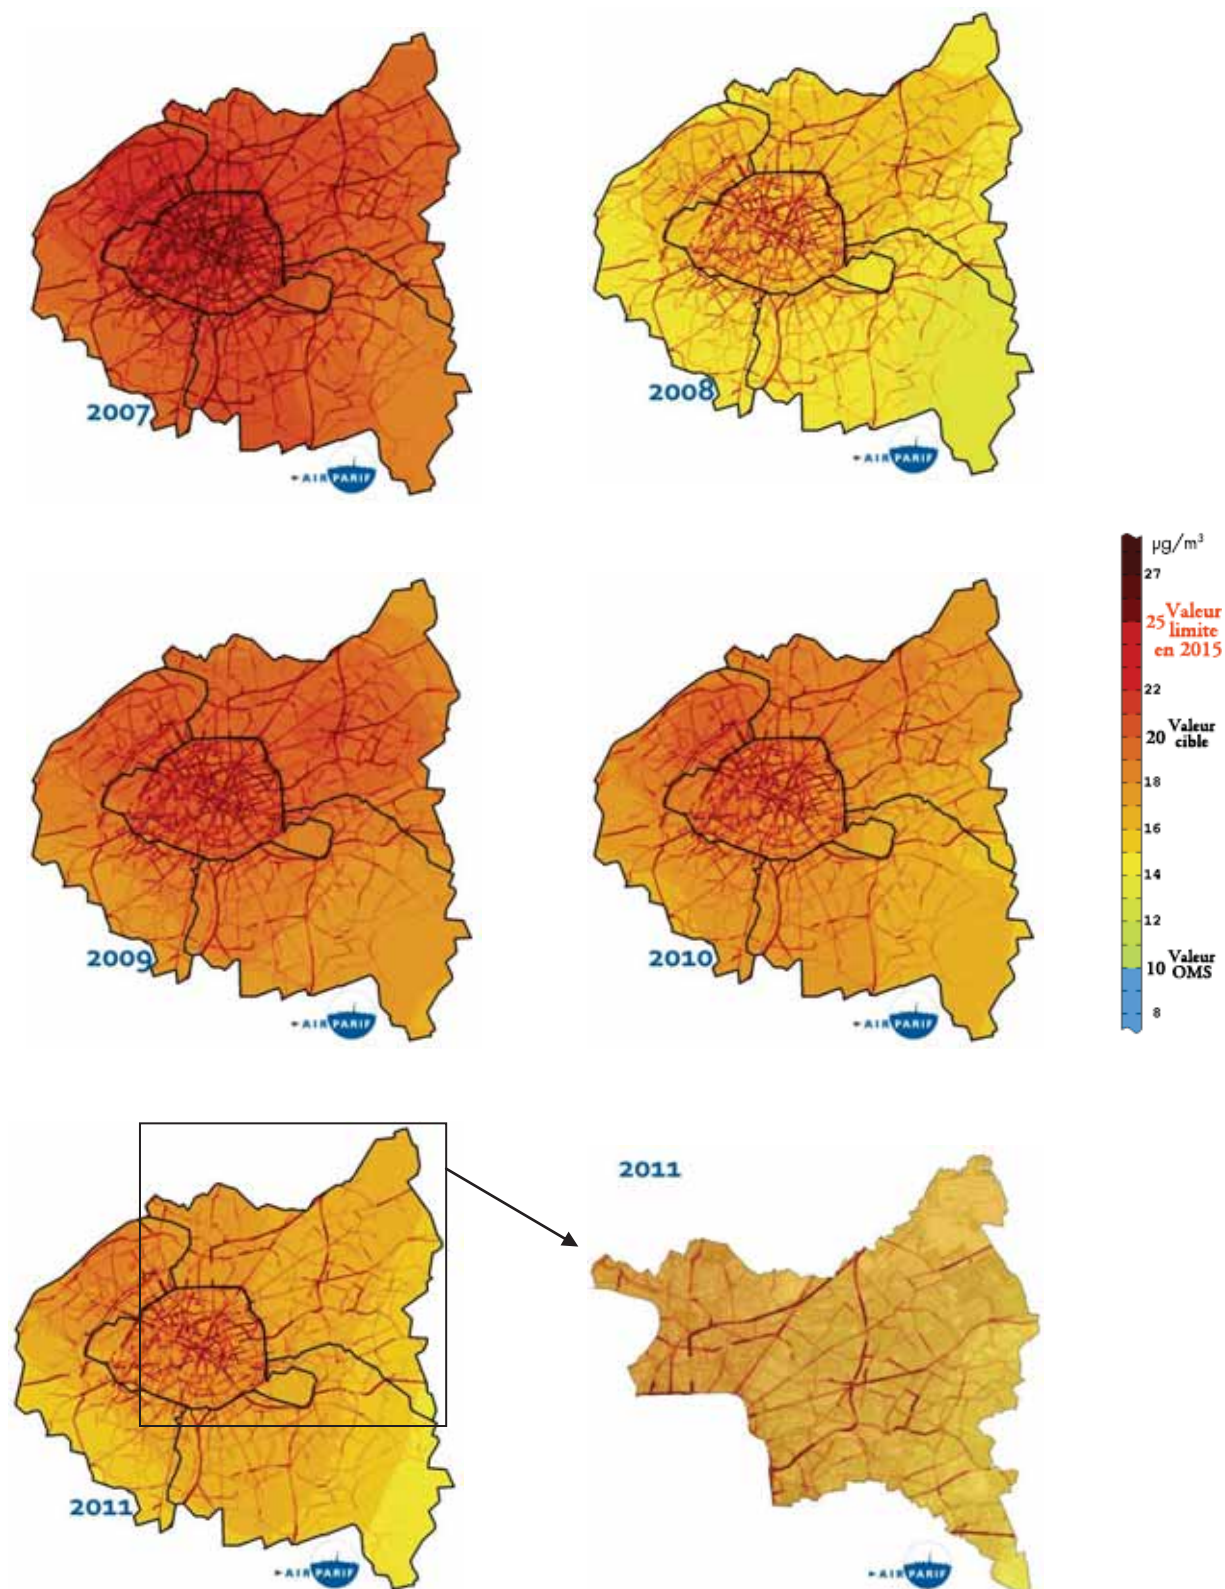 2007
AIRPARIF
2008
AIRPARIF
µg/m³
27
25 Valeur
limite
en 2015
22
20 Valeur
cible
18
16
14
12
10 Valeur
OMS
8
2009
AIRPARIF
2010
AIRPARIF
2011
AIRPARIF
2011
AIRPARIF